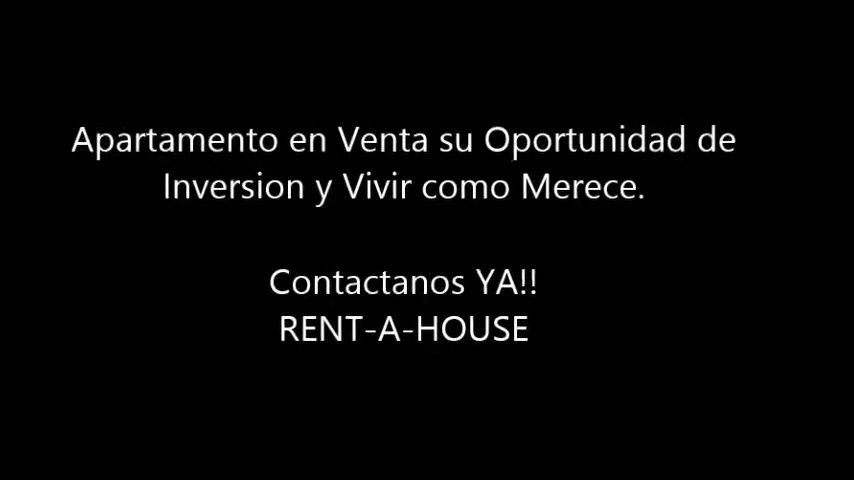 Apartamento en Venta su Oportunidad de
Inversion y Vivir como Merece.
Contactanos YA!!
RENT-A-HOUSE